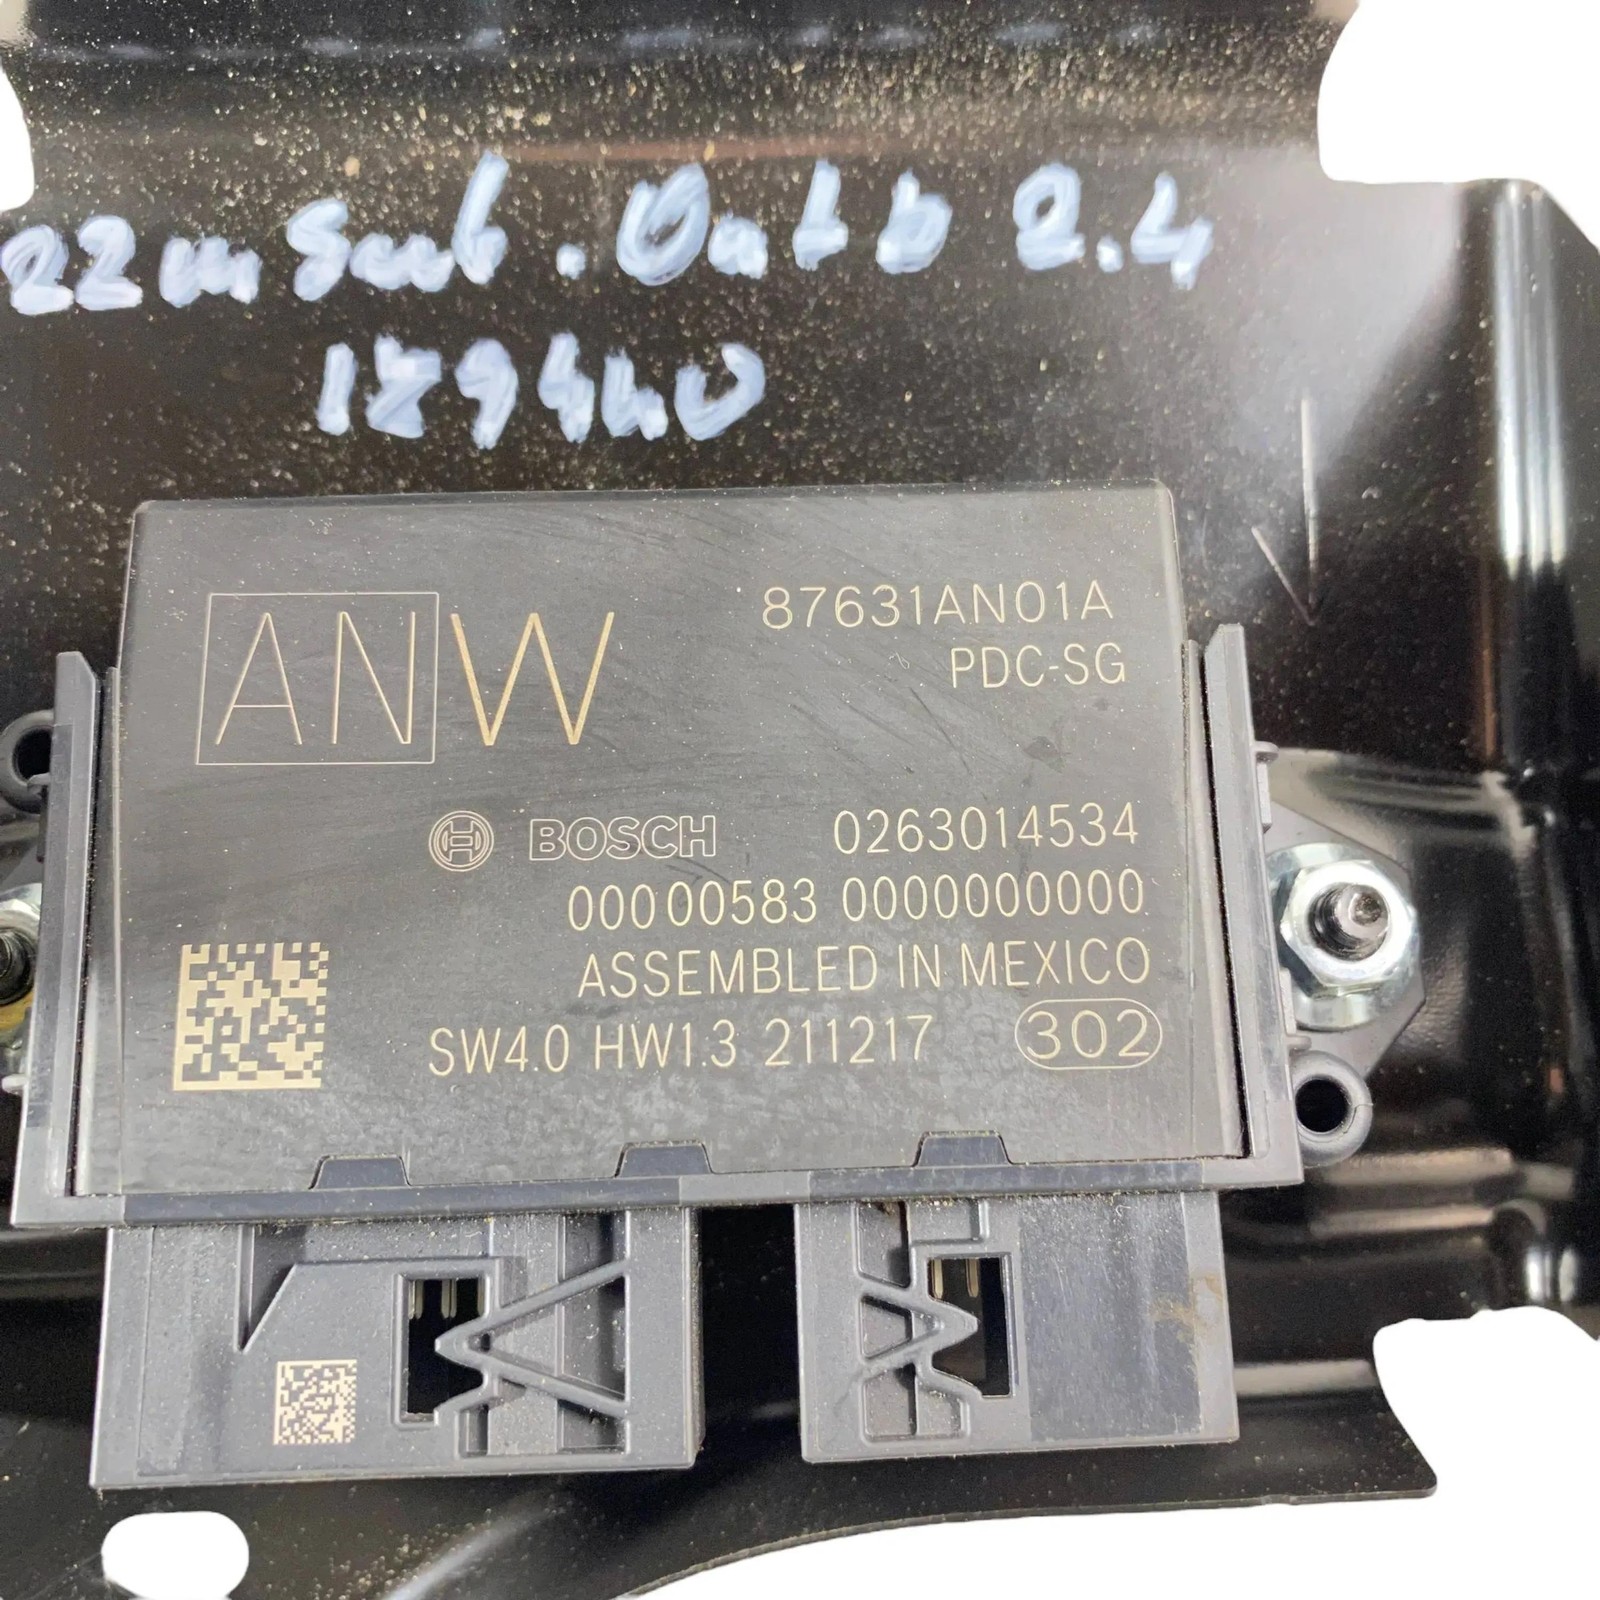 22 m Sub. Outb 2.4
189440
ANW
87631AN01A
PDC-SG
BOSCH 0263014534
00000583 0000000000
ASSEMBLED IN MEXICO
SW4.0 HW1.3 211217 302